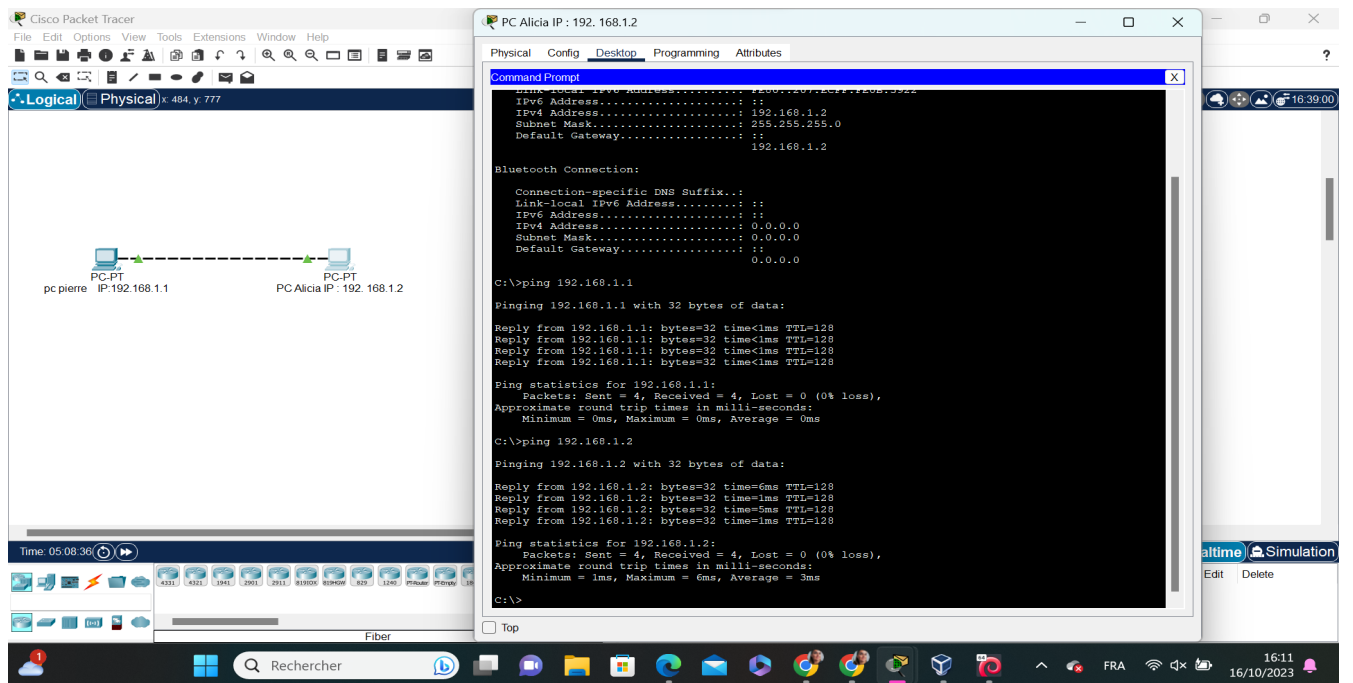 Cisco Packet Tracer
File Edit Options View Tools Extensions Window Help
Logical Physical x: 484, y: 777
16:39:00
PC-PT
pc pierre IP:192.168.1.1
PC-PT
PC Alicia IP : 192. 168.1.2
PC Alicia IP : 192. 168.1.2
Physical Config Desktop Programming Attributes
?
Command Prompt
X
IPv6 Address....................: ::
IPv4 Address....................: 192.168.1.2
Subnet Mask.....................: 255.255.255.0
Default Gateway.................: ::
192.168.1.2
Bluetooth Connection:
Connection-specific DNS Suffix..:
Link-local IPv6 Address.........: ::
IPv6 Address....................: ::
IPv4 Address....................: 0.0.0.0
Subnet Mask.....................: 0.0.0.0
Default Gateway.................: ::
0.0.0.0
C:\>ping 192.168.1.1
Pinging 192.168.1.1 with 32 bytes of data:
Reply from 192.168.1.1: bytes=32 time<1ms TTL=128
Reply from 192.168.1.1: bytes=32 time<1ms TTL=128
Reply from 192.168.1.1: bytes=32 time<1ms TTL=128
Reply from 192.168.1.1: bytes=32 time<1ms TTL=128
Ping statistics for 192.168.1.1:
Packets: Sent = 4, Received = 4, Lost = 0 (0% loss),
Approximate round trip times in milli-seconds:
Minimum = 0ms, Maximum = 0ms, Average = 0ms
C:\>ping 192.168.1.2
Pinging 192.168.1.2 with 32 bytes of data:
Reply from 192.168.1.2: bytes=32 time=6ms TTL=128
Reply from 192.168.1.2: bytes=32 time=1ms TTL=128
Reply from 192.168.1.2: bytes=32 time=5ms TTL=128
Reply from 192.168.1.2: bytes=32 time=1ms TTL=128
Ping statistics for 192.168.1.2:
Packets: Sent = 4, Received = 4, Lost = 0 (0% loss),
Approximate round trip times in milli-seconds:
Minimum = 1ms, Maximum = 6ms, Average = 3ms
C:\>
Top
Time: 05:08:36
altime Simulation
4331 4321 1941 2901 2911 819IOX 819HGW 829 1240 PT-Router PT-Empty
Edit Delete
Fiber
1
Rechercher
FRA
16:11
16/10/2023